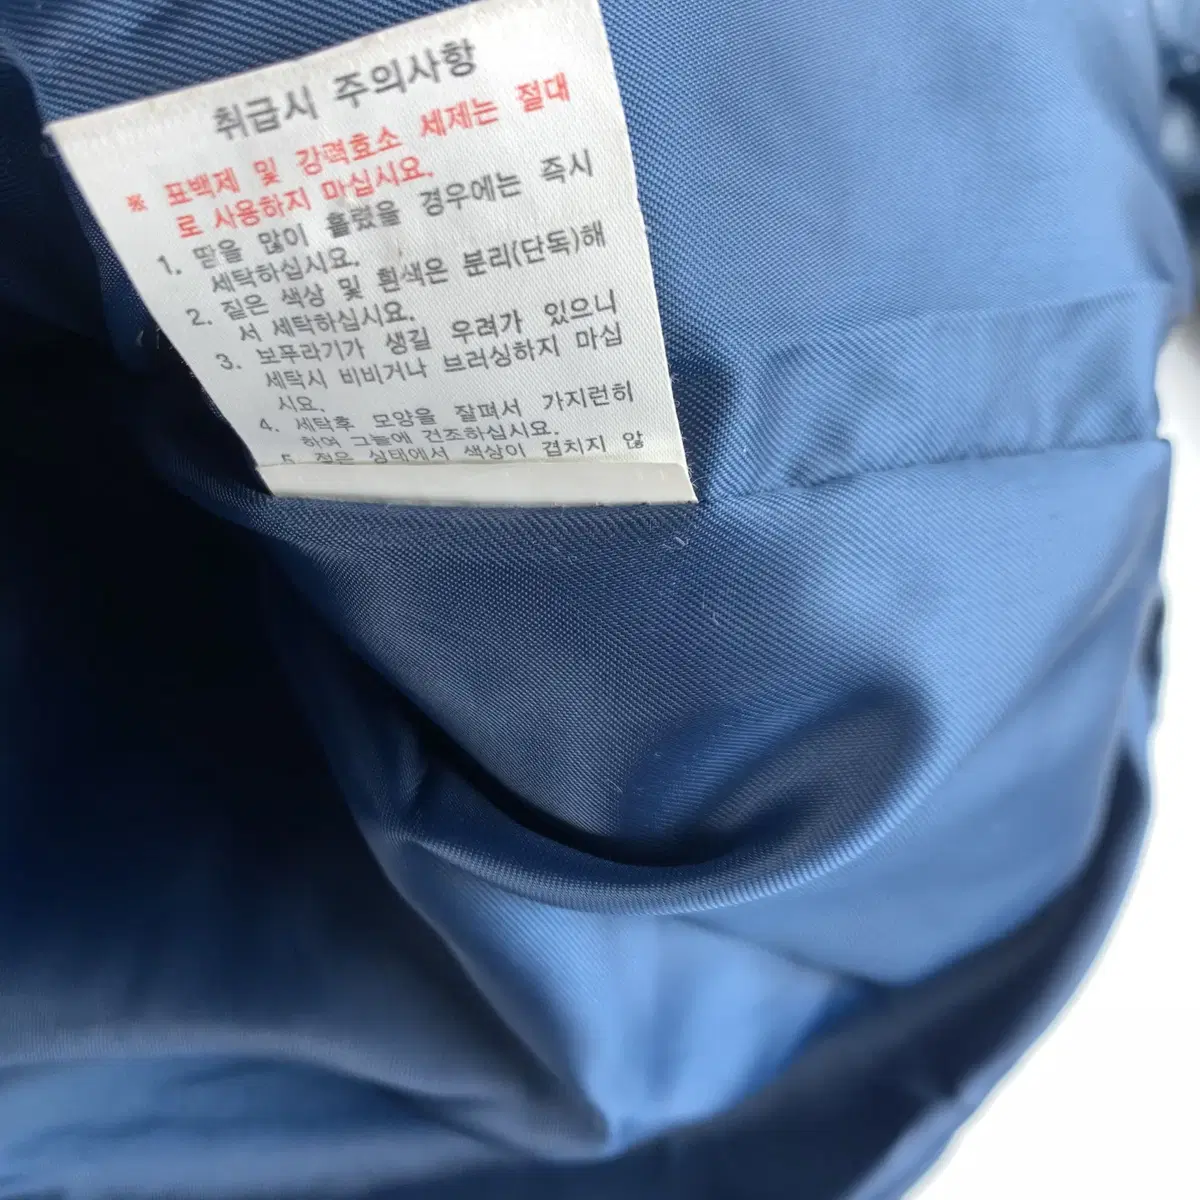 취급시 주의사항
※ 표백제 및 강력효소 세제는 절대
로 사용하지 마십시요.
1. 땀을 많이 흘렸을 경우에는 즉시
세탁하십시요.
2. 짙은 색상 및 흰색은 분리(단독)해
서 세탁하십시요.
3. 보푸라기가 생길 우려가 있으니
세탁시 비비거나 브러싱하지 마십
시요.
4. 세탁후 모양을 잘펴서 가지런히
하여 그늘에 건조하십시요.
5. 젖은 상태에서 색상이 겹치지 않